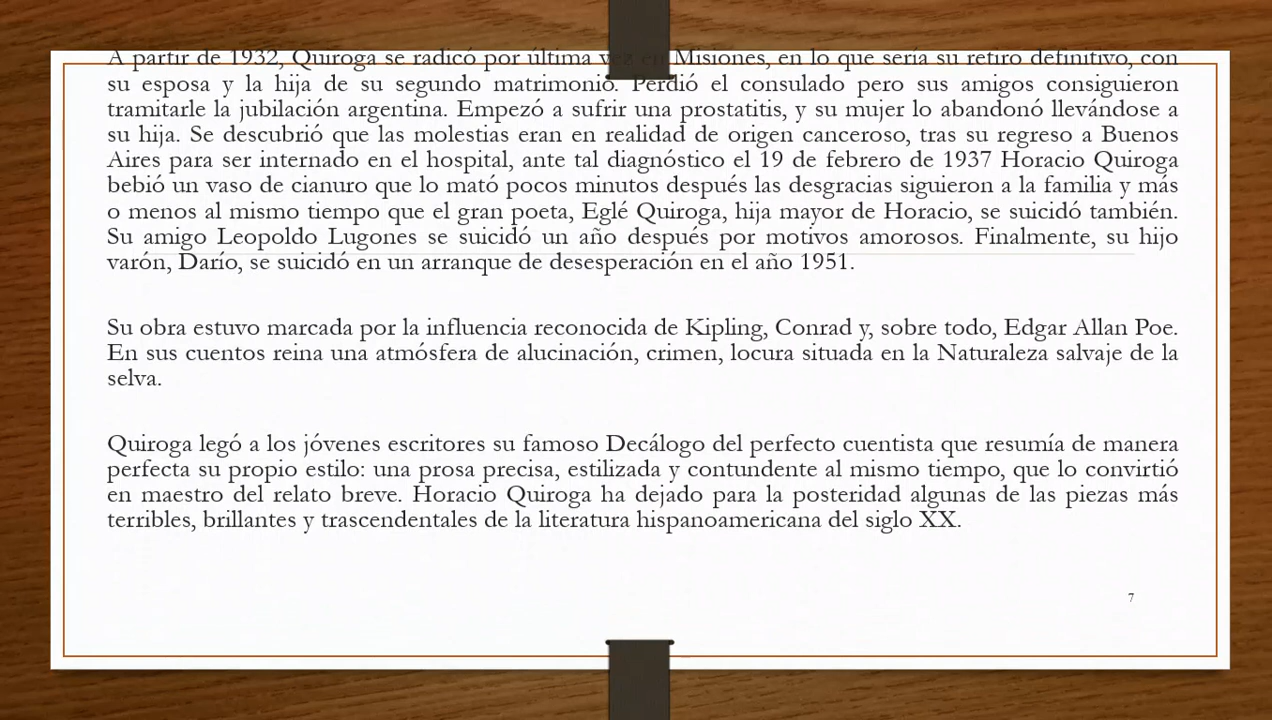 A partir de 1932, Quiroga se radicó por última vez en Misiones, en lo que sería su retiro definitivo, con
su esposa y la hija de su segundo matrimonio. Perdió el consulado pero sus amigos consiguieron
tramitarle la jubilación argentina. Empezó a sufrir una prostatitis, y su mujer lo abandonó llevándose a
su hija. Se descubrió que las molestias eran en realidad de origen canceroso, tras su regreso a Buenos
Aires para ser internado en el hospital, ante tal diagnóstico el 19 de febrero de 1937 Horacio Quiroga
bebió un vaso de cianuro que lo mató pocos minutos después las desgracias siguieron a la familia y más
o menos al mismo tiempo que el gran poeta, Eglé Quiroga, hija mayor de Horacio, se suicidó también.
Su amigo Leopoldo Lugones se suicidó un año después por motivos amorosos. Finalmente, su hijo
varón, Darío, se suicidó en un arranque de desesperación en el año 1951.
Su obra estuvo marcada por la influencia reconocida de Kipling, Conrad y, sobre todo, Edgar Allan Poe.
En sus cuentos reina una atmósfera de alucinación, crimen, locura situada en la Naturaleza salvaje de la
selva.
Quiroga legó a los jóvenes escritores su famoso Decálogo del perfecto cuentista que resumía de manera
perfecta su propio estilo: una prosa precisa, estilizada y contundente al mismo tiempo, que lo convirtió
en maestro del relato breve. Horacio Quiroga ha dejado para la posteridad algunas de las piezas más
terribles, brillantes y trascendentales de la literatura hispanoamericana del siglo XX.
7